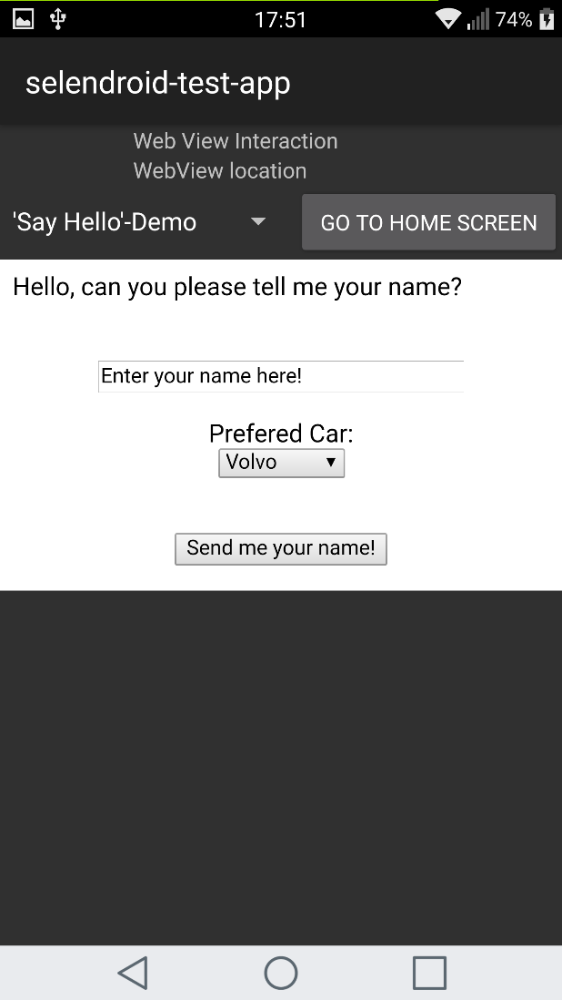 17:51 74%
selendroid-test-app
Web View Interaction
WebView location
'Say Hello'-Demo GO TO HOME SCREEN
Hello, can you please tell me your name?
Enter your name here!
Prefered Car:
Volvo
Send me your name!